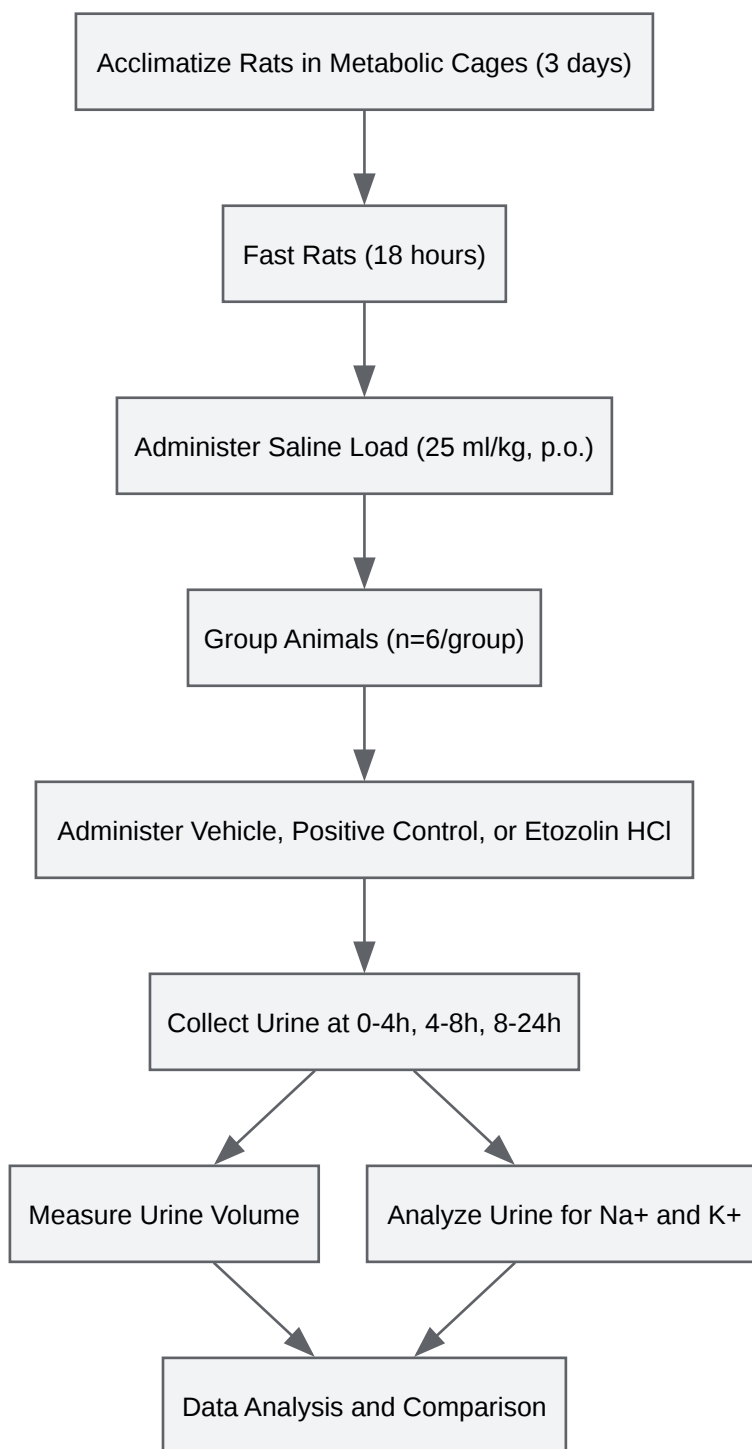 Acclimatize Rats in Metabolic Cages (3 days)
Fast Rats (18 hours)
Administer Saline Load (25 ml/kg, p.o.)
Group Animals (n=6/group)
Administer Vehicle, Positive Control, or Etozolin HCl
Collect Urine at 0-4h, 4-8h, 8-24h
Measure Urine Volume
Analyze Urine for Na+ and K+
Data Analysis and Comparison